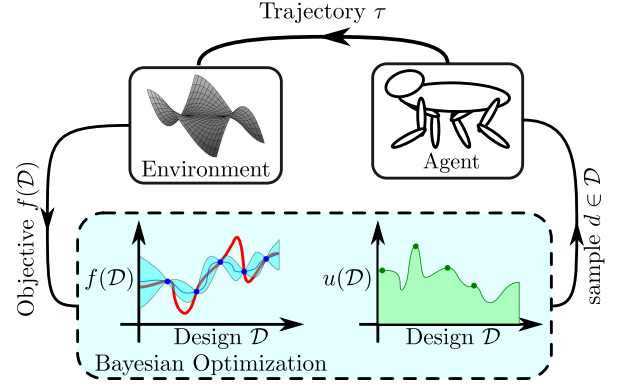 Trajectory τ
Environment
Agent
Objective f(𝒟)
sample d ∈ 𝒟
f(𝒟)
Design 𝒟
u(𝒟)
Design 𝒟
Bayesian Optimization